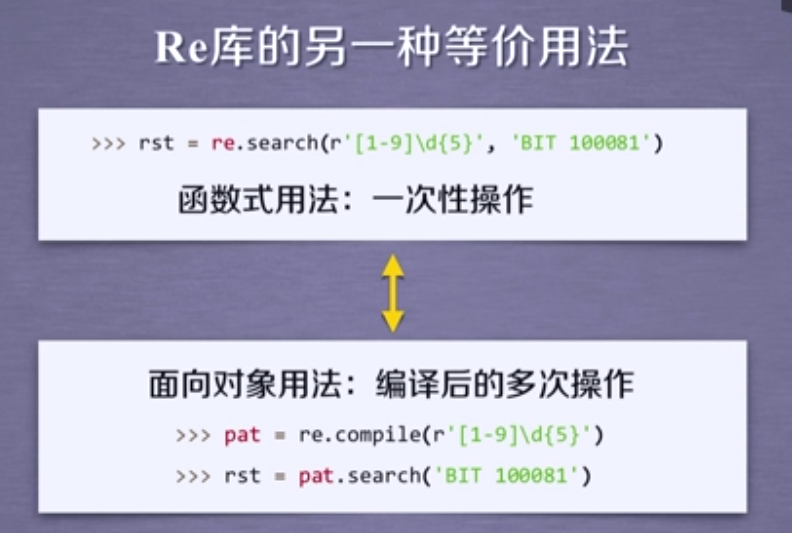 Re库的另一种等价用法
>>> rst = re.search(r'[1-9]\d{5}', 'BIT 100081')
函数式用法：一次性操作
面向对象用法：编译后的多次操作
>>> pat = re.compile(r'[1-9]\d{5}')
>>> rst = pat.search('BIT 100081')